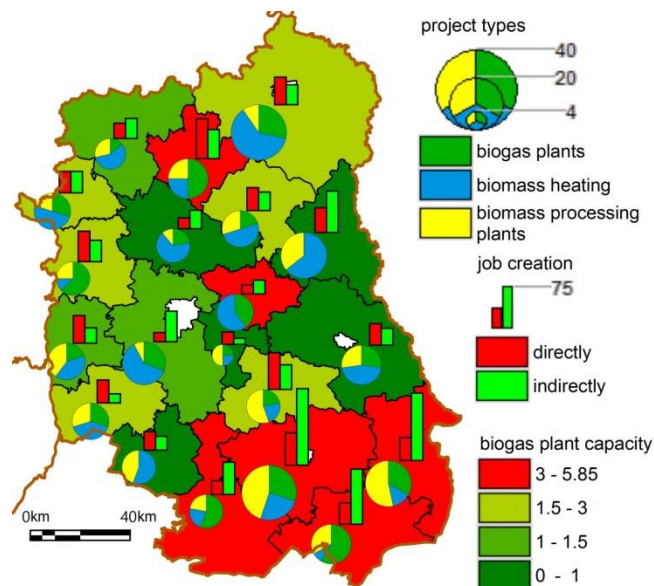 project types
40
20
4
biogas plants
biomass heating
biomass processing
plants
job creation
75
directly
indirectly
biogas plant capacity
3 - 5.85
1.5 - 3
1 - 1.5
0 - 1
0km 40km